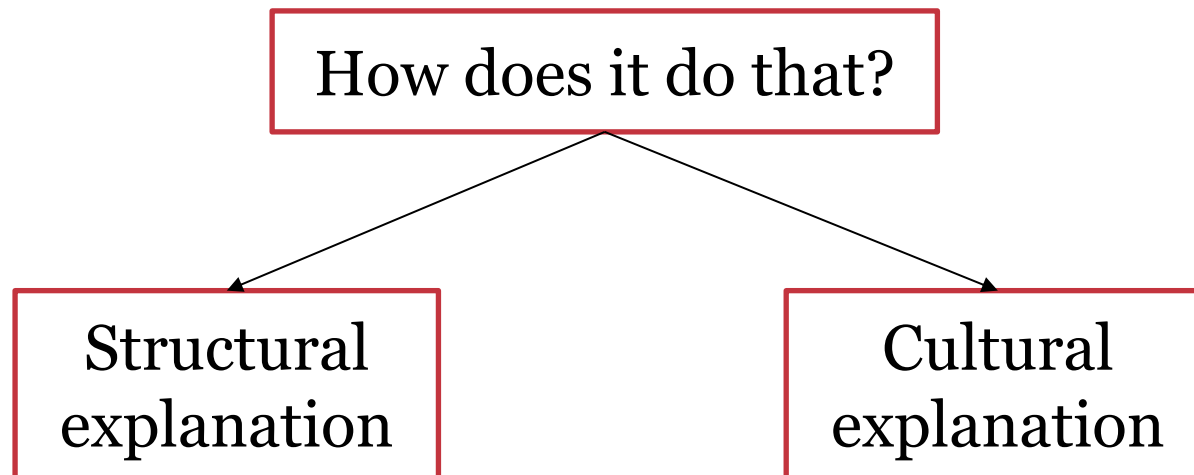 How does it do that?
Structural
explanation
Cultural
explanation